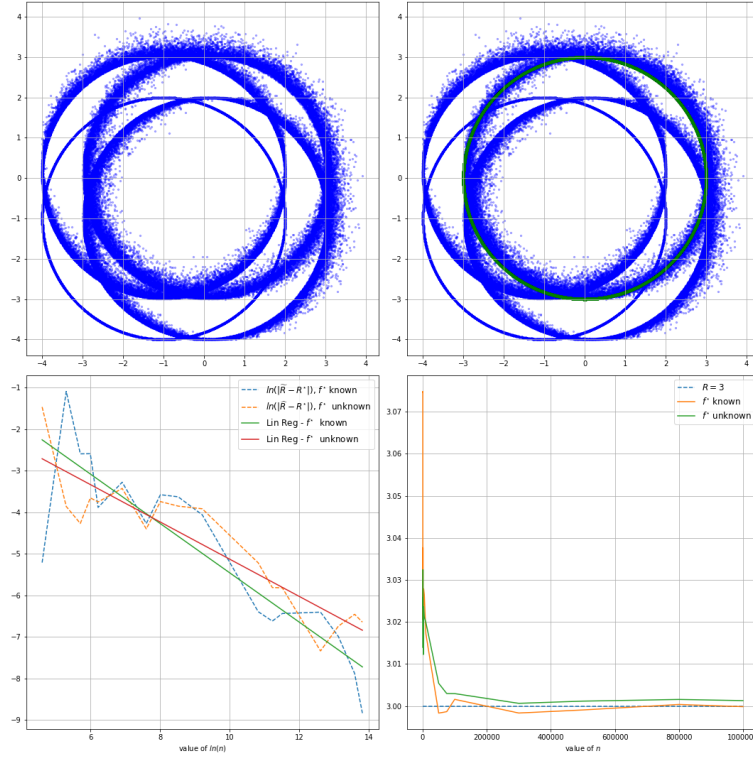 4
3
2
1
0
−1
−2
−3
−4
−4 −3 −2 −1 0 1 2 3 4
4
3
2
1
0
−1
−2
−3
−4
−4 −3 −2 −1 0 1 2 3 4
ln(|R̃ − R*|), f* known
ln(|R̃ − R*|), f* unknown
Lin Reg - f* known
Lin Reg - f* unknown
−1
−2
−3
−4
−5
−6
−7
−8
−9
6 8 10 12 14
value of ln(n)
R = 3
f* known
f* unknown
3.07
3.06
3.05
3.04
3.03
3.02
3.01
3.00
0 200000 400000 600000 800000 1000000
value of n